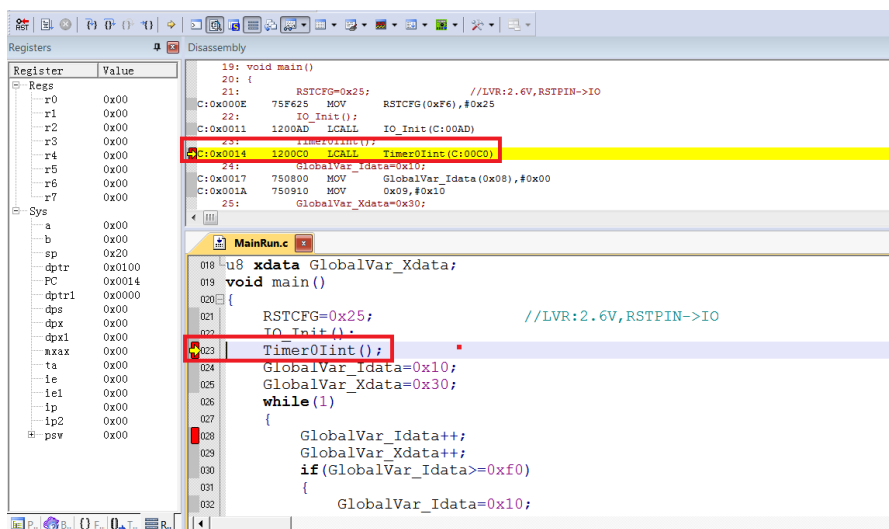 Registers
Register Value
Regs
r0 0x00
r1 0x00
r2 0x00
r3 0x00
r4 0x00
r5 0x00
r6 0x00
r7 0x00
Sys
a 0x00
b 0x00
sp 0x20
dptr 0x0100
PC 0x0014
dptr1 0x0000
dps 0x00
dpx 0x00
dpx1 0x00
mxax 0x00
ta 0x00
ie 0x00
ie1 0x00
ip 0x00
ip2 0x00
psw 0x00
P...
B...
{} F...
0. T...
R...
Disassembly
19: void main()
20: {
21: RSTCFG=0x25; //LVR:2.6V,RSTPIN->IO
C:0x000E 75F625 MOV RSTCFG(0xF6),#0x25
22: IO_Init();
C:0x0011 1200AD LCALL IO_Init(C:00AD)
23: Timer0Iint();
C:0x0014 1200C0 LCALL Timer0Iint(C:00C0)
24: GlobalVar_Idata=0x10;
C:0x0017 750800 MOV GlobalVar_Idata(0x08),#0x00
C:0x001A 750910 MOV 0x09,#0x10
25: GlobalVar_Xdata=0x30;
MainRun.c
018 u8 xdata GlobalVar_Xdata;
019 void main()
020 {
021 RSTCFG=0x25; //LVR:2.6V,RSTPIN->IO
022 IO_Init();
023 Timer0Iint();
024 GlobalVar_Idata=0x10;
025 GlobalVar_Xdata=0x30;
026 while(1)
027 {
028 GlobalVar_Idata++;
029 GlobalVar_Xdata++;
030 if(GlobalVar_Idata>=0xf0)
031 {
032 GlobalVar_Idata=0x10;